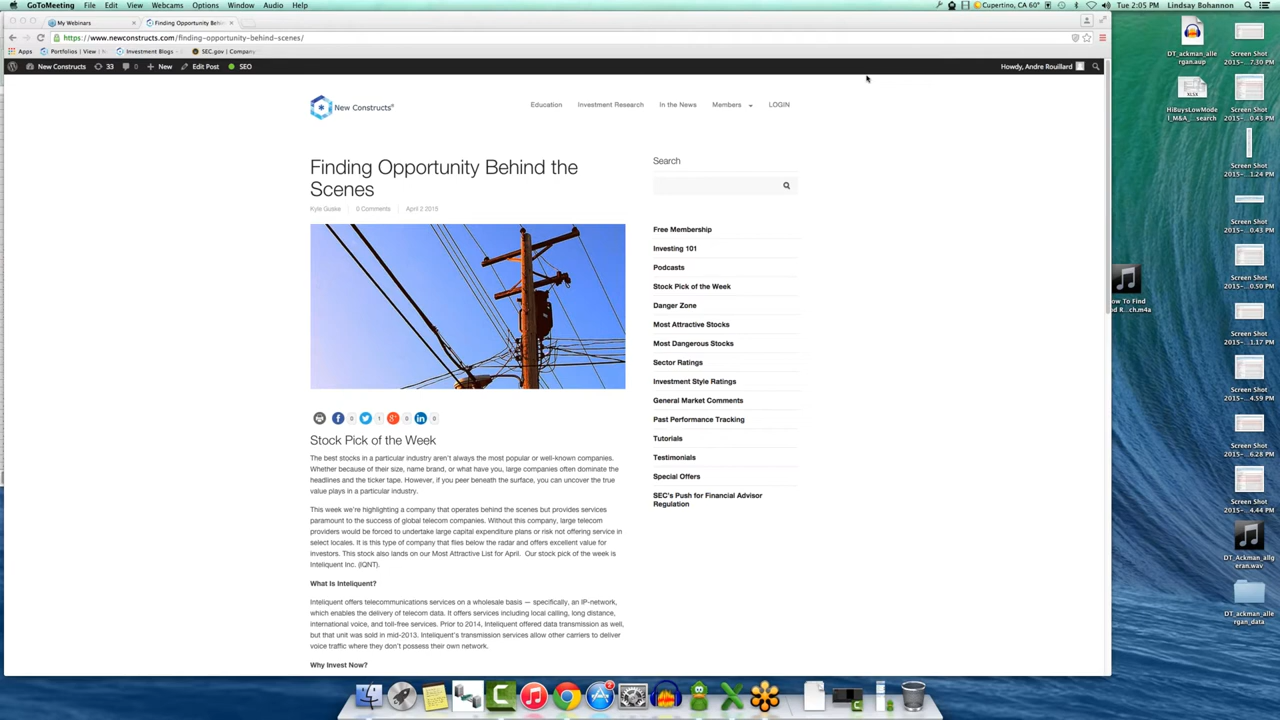 GoToMeeting File Edit View Webcams Options Window Audio Help Cupertino, CA 60° Tue 2:05 PM Lindsay Bohannon
My Webinars Finding Opportunity Behin
https://www.newconstructs.com/finding-opportunity-behind-scenes/
Apps Portfolios | View | N Investment Blogs SEC.gov | Company
New Constructs 33 0 New Edit Post SEO Howdy, Andre Rouillard
New Constructs® Education Investment Research In the News Members LOGIN
Finding Opportunity Behind the
Scenes
Kyle Guske 0 Comments April 2 2015
Search
Free Membership
Investing 101
Podcasts
Stock Pick of the Week
Danger Zone
Most Attractive Stocks
Most Dangerous Stocks
Sector Ratings
Investment Style Ratings
General Market Comments
Past Performance Tracking
Tutorials
Testimonials
Special Offers
SEC's Push for Financial Advisor
Regulation
0 1 0 0
Stock Pick of the Week
The best stocks in a particular industry aren't always the most popular or well-known companies.
Whether because of their size, name brand, or what have you, large companies often dominate the
headlines and the ticker tape. However, if you peer beneath the surface, you can uncover the true
value plays in a particular industry.
This week we're highlighting a company that operates behind the scenes but provides services
paramount to the success of global telecom companies. Without this company, large telecom
providers would be forced to undertake large capital expenditure plans or risk not offering service in
select locales. It is this type of company that flies below the radar and offers excellent value for
investors. This stock also lands on our Most Attractive List for April. Our stock pick of the week is
Inteliquent Inc. (IQNT).
What Is Inteliquent?
Inteliquent offers telecommunications services on a wholesale basis — specifically, an IP-network,
which enables the delivery of telecom data. It offers services including local calling, long distance,
international voice, and toll-free services. Prior to 2014, Inteliquent offered data transmission as well,
but that unit was sold in mid-2013. Inteliquent's transmission services allow other carriers to deliver
voice traffic where they don't possess their own network.
Why Invest Now?
DT_ackman_alle
rgan.aup
HiBuysLowMode
l_M&A_...search
XLSX
ow To Find
d R...ch.m4a
Screen Shot
2015-...7.30 PM
Screen Shot
2015-...0.43 PM
Screen Shot
2015-...1.24 PM
Screen Shot
2015-...0.43 PM
Screen Shot
2015-...0.50 PM
Screen Shot
2015-...1.17 PM
Screen Shot
2015-...4.59 PM
Screen Shot
2015-...6.28 PM
Screen Shot
2015-...4.44 PM
DT_Ackman_allg
eran.wav
DT_ackman_alle
rgan_data